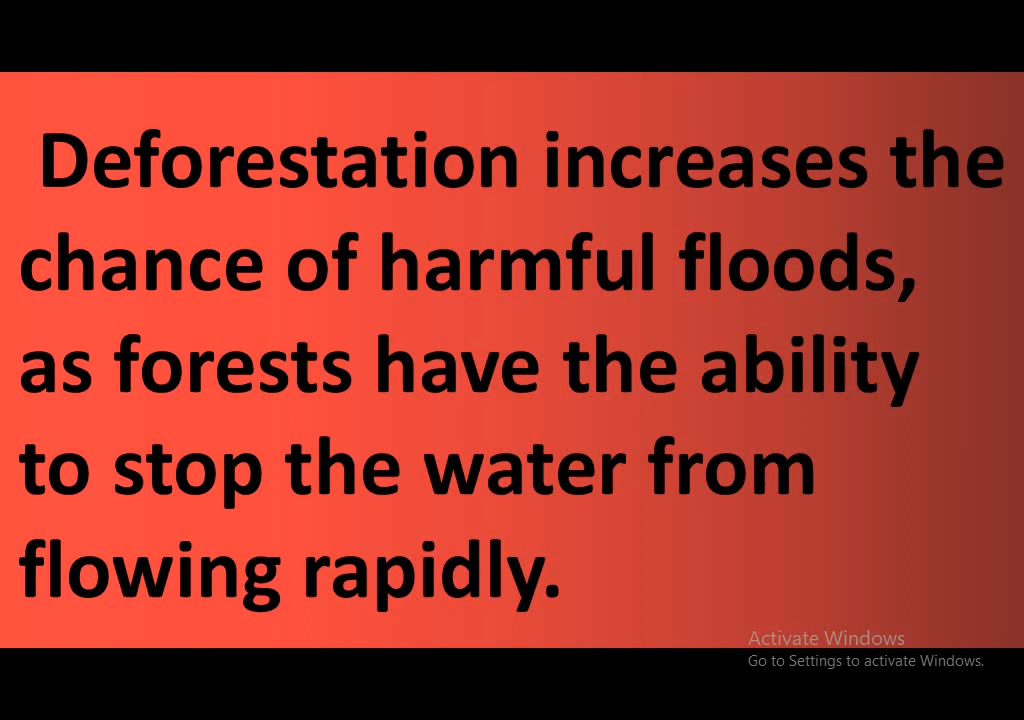 Deforestation increases the
chance of harmful floods,
as forests have the ability
to stop the water from
flowing rapidly.
Activate Windows
Go to Settings to activate Windows.